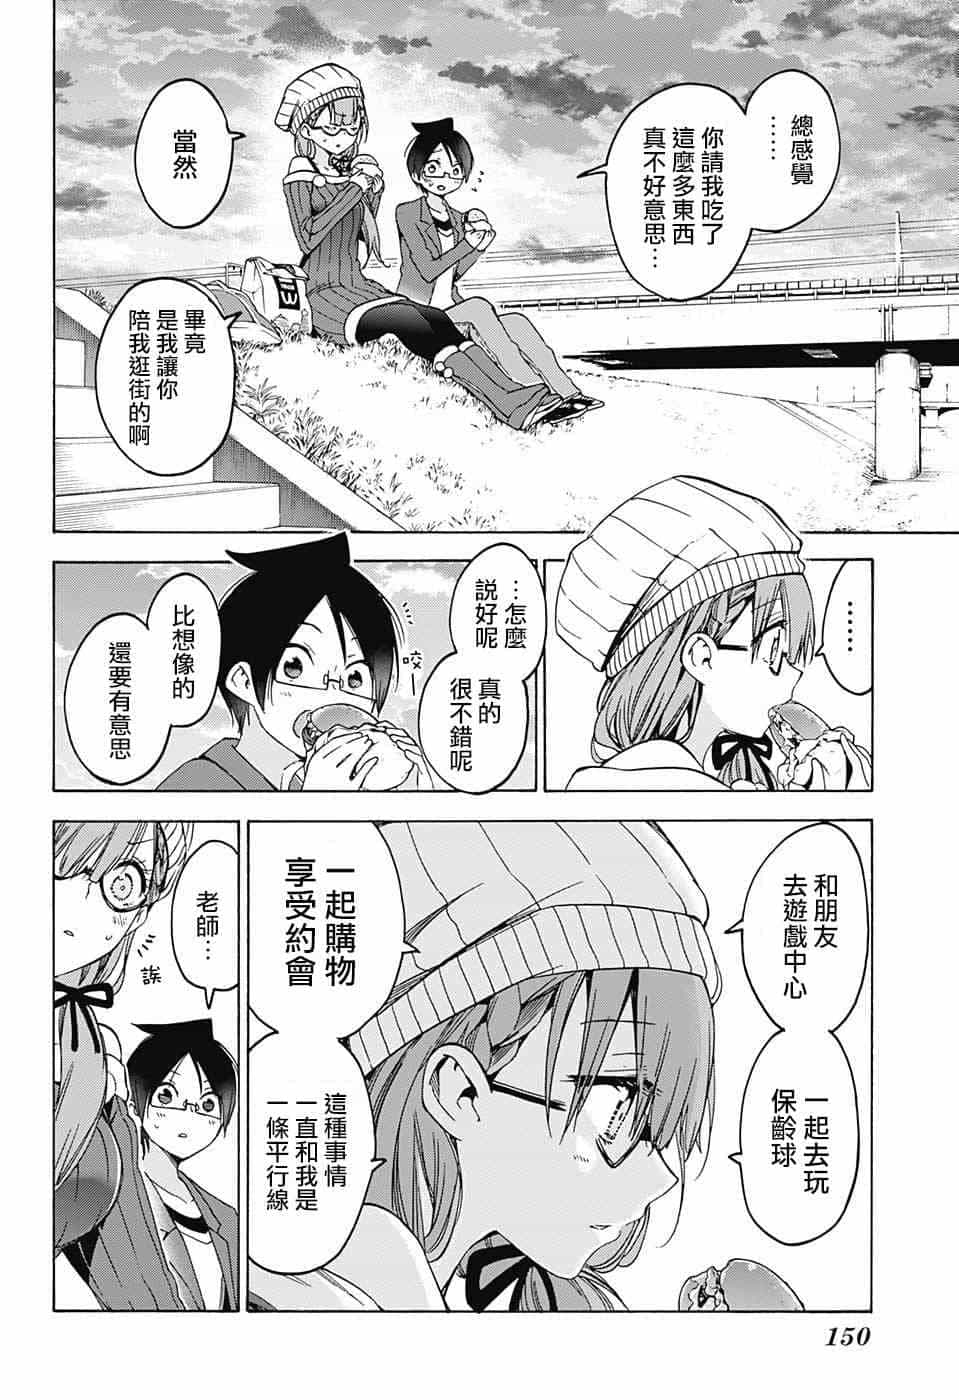 總感覺
……
你請我吃了
這麼多東西
真不好意思…
當然
畢竟
是我讓你
陪我逛街的啊
……
…怎麼
說好呢
真的
很不錯呢
咬
比想像的
還要有意思
和朋友
去遊戲中心
一起去玩
保齡球
一起購物
享受約會
這種事情
一直和我是
一條平行線
老師…
誒
150